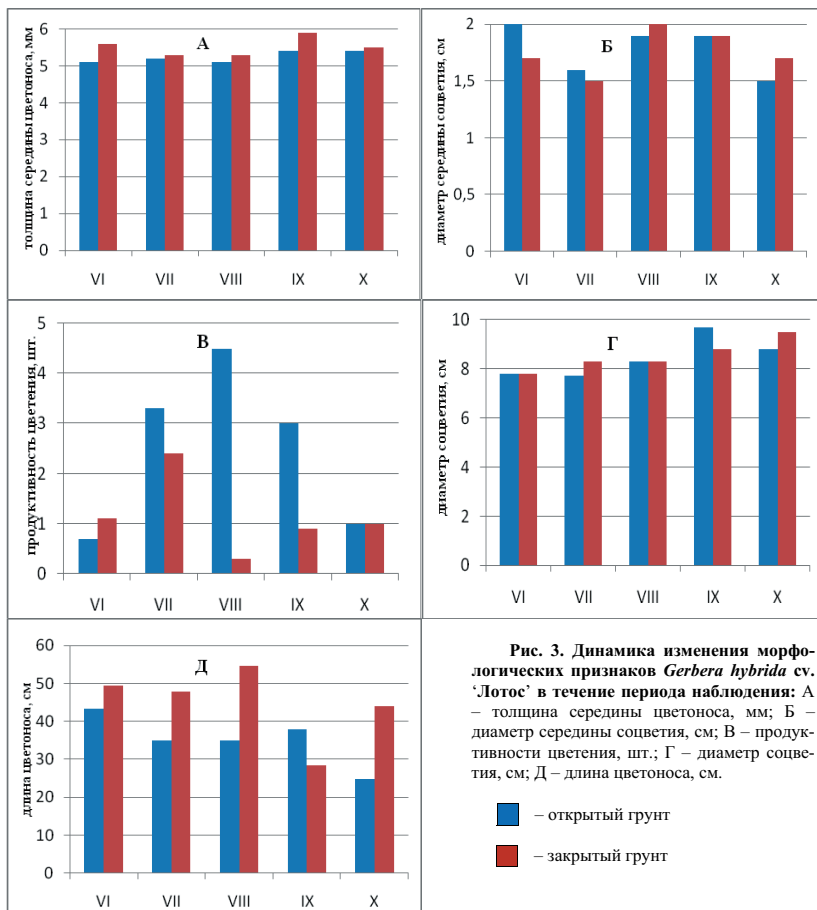 толщина середины цветоноса, мм
А
6
5
4
3
2
1
0
VI VII VIII IX X
диаметр середины соцветия, см
Б
2
1,5
1
0,5
0
VI VII VIII IX X
продуктивность цветения, шт.
В
5
4
3
2
1
0
VI VII VIII IX X
диаметр соцветия, см
Г
10
8
6
4
2
0
VI VII VIII IX X
длина цветоноса, см
Д
60
50
40
30
20
10
0
VI VII VIII IX X
Рис. 3. Динамика изменения морфо-
логических признаков Gerbera hybrida cv.
‘Лотос’ в течение периода наблюдения: А
– толщина середины цветоноса, мм; Б –
диаметр середины соцветия, см; В – продук-
тивности цветения, шт.; Г – диаметр соцве-
тия, см; Д – длина цветоноса, см.
– открытый грунт
– закрытый грунт